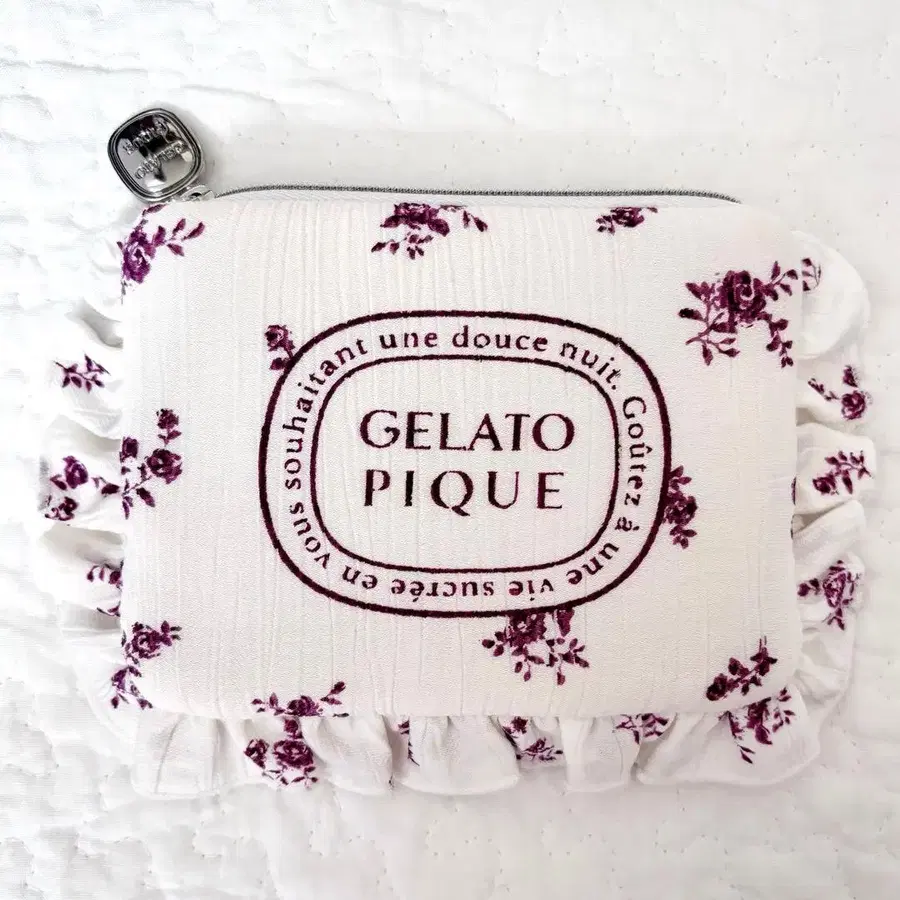 GELATO
PIQUE
Goûtez à une vie sucrée en vous souhaitant une douce nuit.